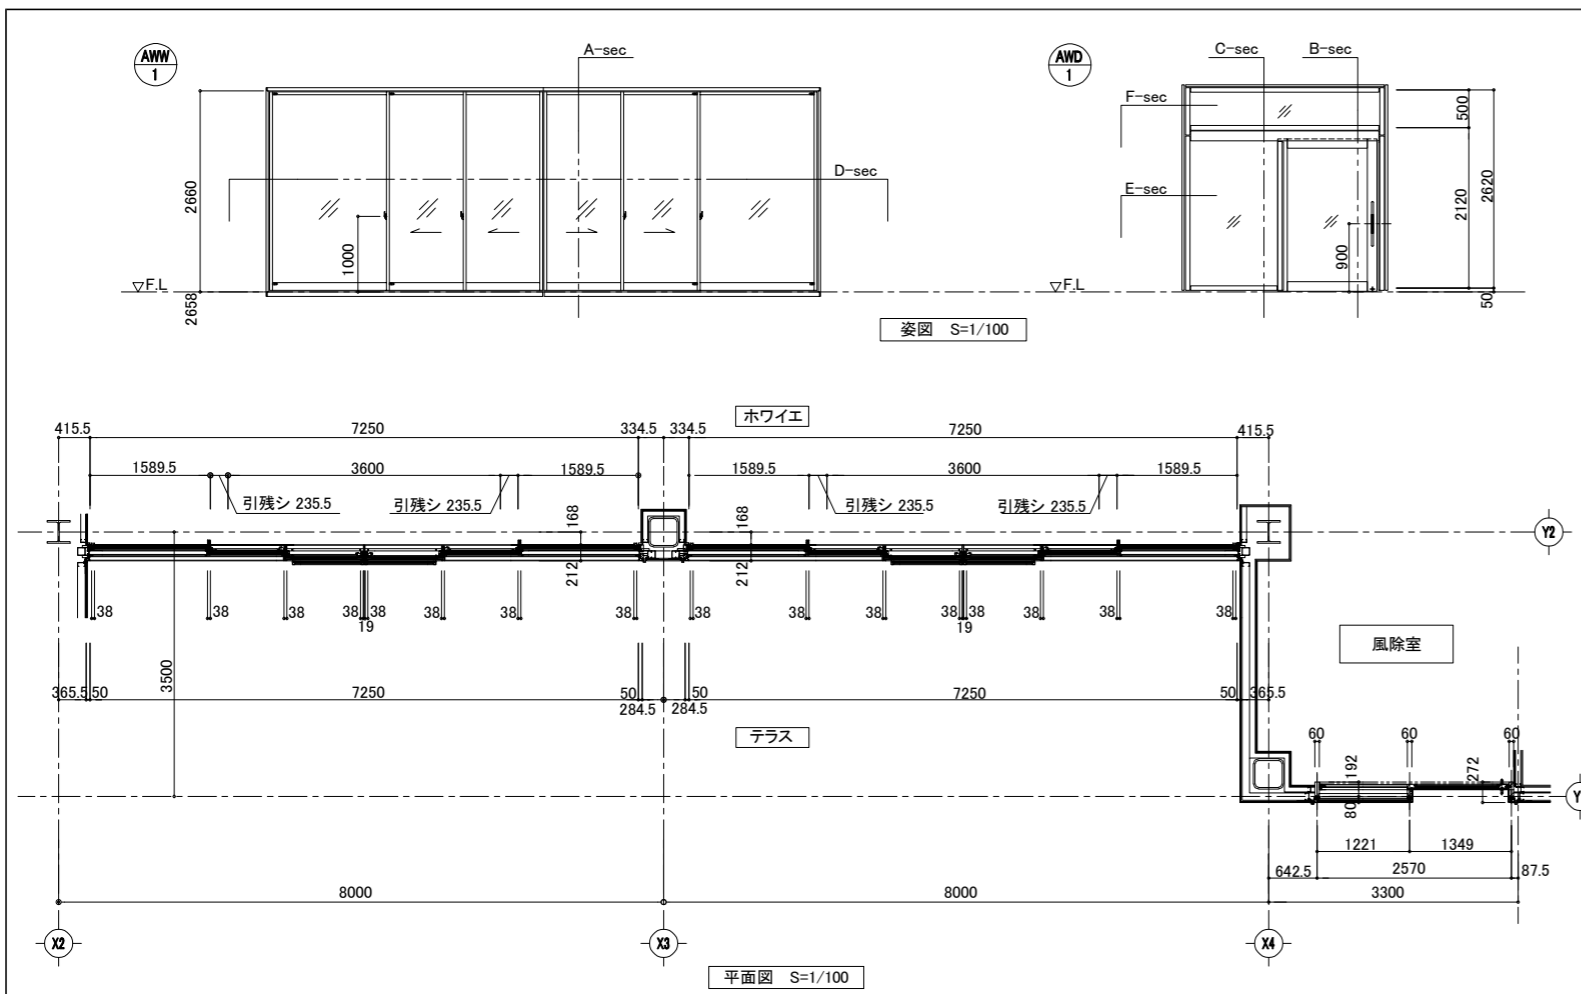 AWW
1
A-sec
AWD
1
C-sec
B-sec
F-sec
500
D-sec
2660
E-sec
2120
2620
1000
900
▽F.L
▽F.L
2658
50
姿図 S=1/100
ホワイエ
415.5 7250 334.5 334.5 7250 415.5
1589.5 3600 1589.5 1589.5 3600 1589.5
引残シ 235.5 引残シ 235.5 引残シ 235.5 引残シ 235.5
168 168
Y2
212 212
38 38 38 38 38 38 38 38 38 38 38 38 38 38 38 38
19 19
風除室
3500
365.5 50 7250 50 50 7250 50 365.5
284.5 284.5
テラス
60 60 60
192 272
Y
80
1221 1349
642.5 2570 87.5
8000 8000 3300
X2 X3 X4
平面図 S=1/100